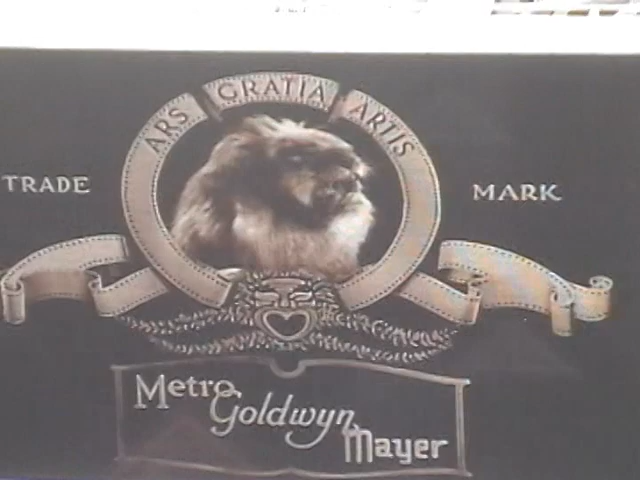 ARS GRATIA ARTIS
TRADE MARK
Metro
Goldwyn
Mayer